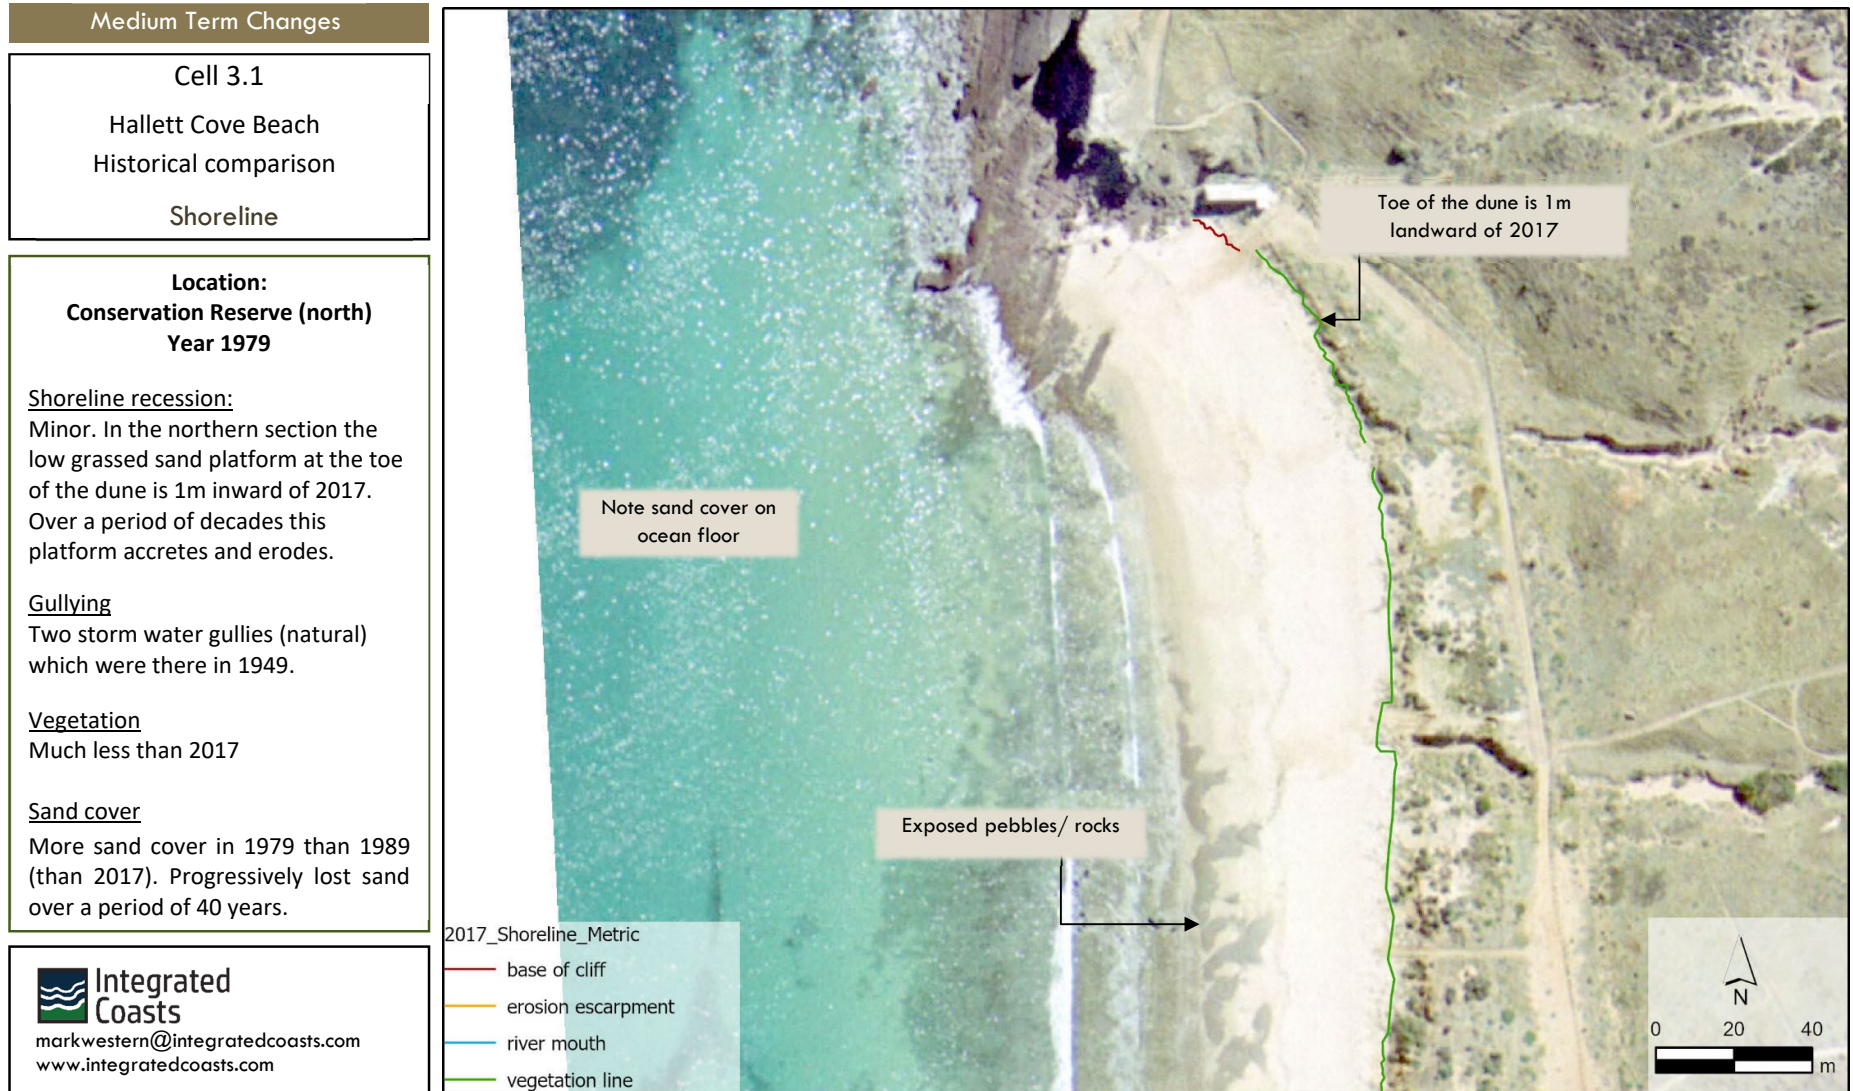 Medium Term Changes
Cell 3.1
Hallett Cove Beach
Historical comparison
Shoreline
Location:
Conservation Reserve (north)
Year 1979
Shoreline recession:
Minor. In the northern section the
low grassed sand platform at the toe
of the dune is 1m inward of 2017.
Over a period of decades this
platform accretes and erodes.
Gullying
Two storm water gullies (natural)
which were there in 1949.
Vegetation
Much less than 2017
Sand cover
More sand cover in 1979 than 1989
(than 2017). Progressively lost sand
over a period of 40 years.
Integrated
Coasts
markwestern@integratedcoasts.com
www.integratedcoasts.com
Toe of the dune is 1m
landward of 2017
Note sand cover on
ocean floor
Exposed pebbles/ rocks
2017_Shoreline_Metric
base of cliff
erosion escarpment
river mouth
vegetation line
N
0 20 40
m